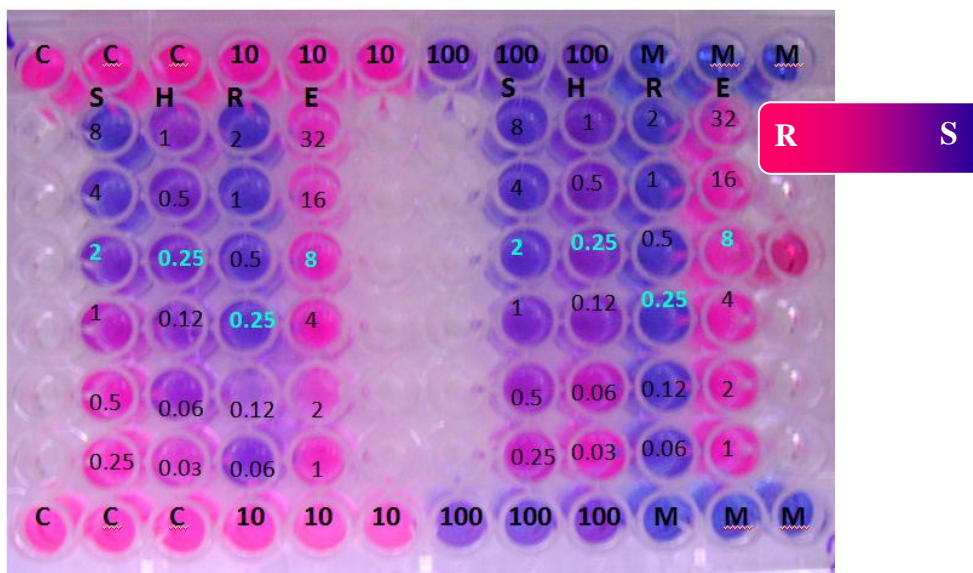 C C C 10 10 10 100 100 100 M M M
S H R E S H R E
8 1 2 32 8 1 2 32
R S
4 0.5 1 16 4 0.5 1 16
2 0.25 0.5 8 2 0.25 0.5 8
1 0.12 0.25 4 1 0.12 0.25 4
0.5 0.06 0.12 2 0.5 0.06 0.12 2
0.25 0.03 0.06 1 0.25 0.03 0.06 1
C C C 10 10 10 100 100 100 M M M